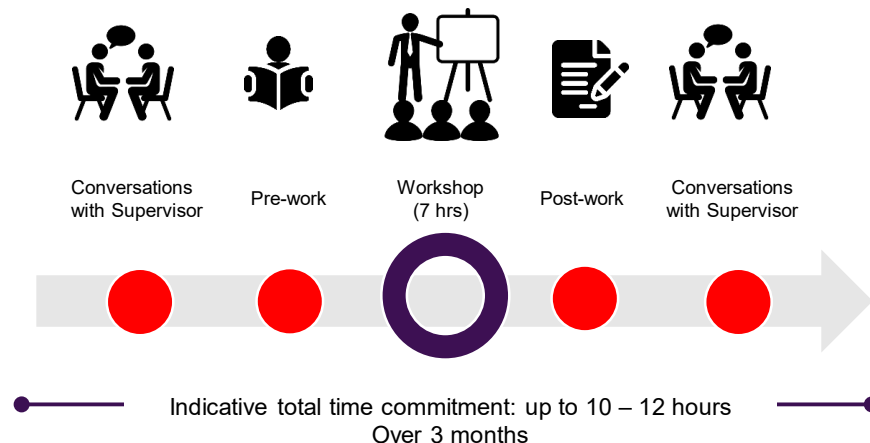 Conversations
with Supervisor
Pre-work
Workshop
(7 hrs)
Post-work
Conversations
with Supervisor
Indicative total time commitment: up to 10 – 12 hours
Over 3 months